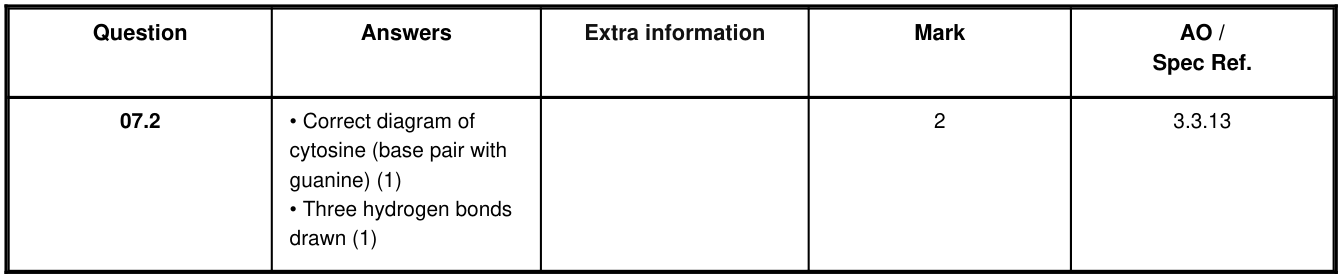 Question Answers Extra information Mark AO /
Spec Ref.
07.2 • Correct diagram of 2 3.3.13
cytosine (base pair with
guanine) (1)
• Three hydrogen bonds
drawn (1)